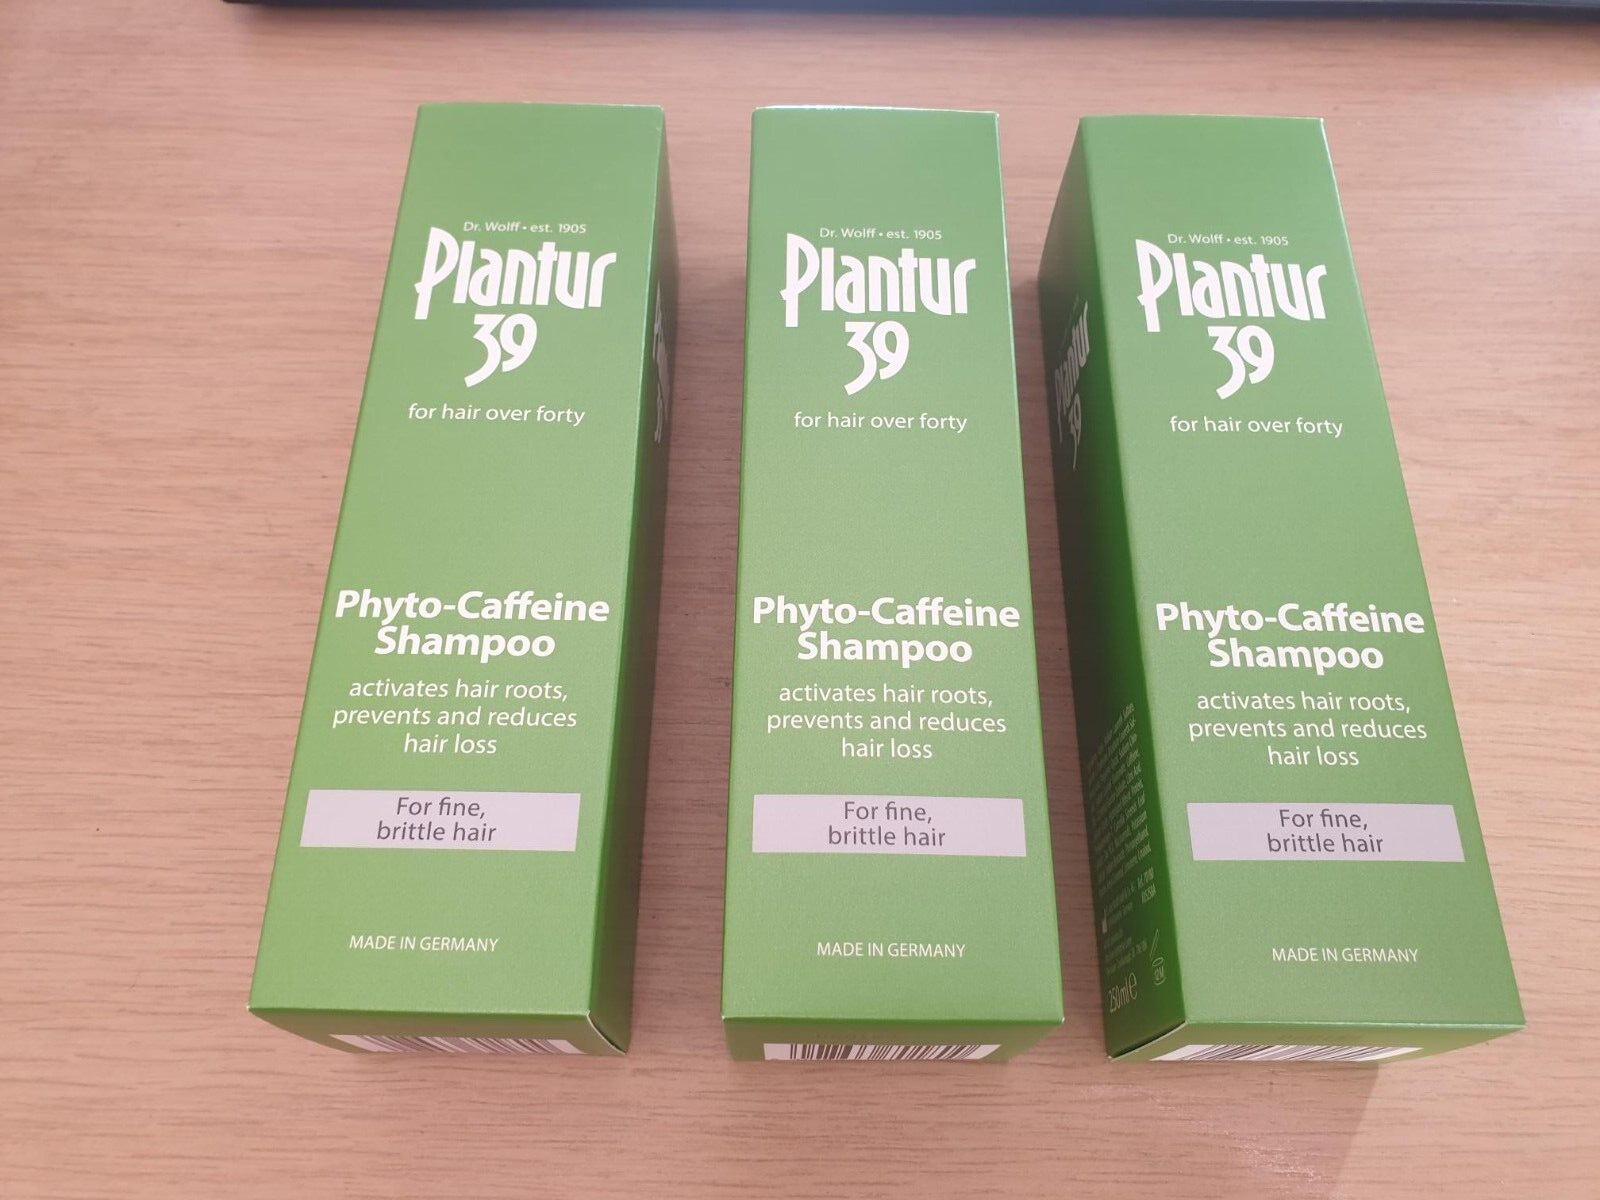 Dr. Wolff • est. 1905
Plantur
39
for hair over forty
Phyto-Caffeine
Shampoo
activates hair roots,
prevents and reduces
hair loss
For fine,
brittle hair
MADE IN GERMANY
Dr. Wolff • est. 1905
Plantur
39
for hair over forty
Phyto-Caffeine
Shampoo
activates hair roots,
prevents and reduces
hair loss
For fine,
brittle hair
MADE IN GERMANY
Plantur
39
250ml e
12M
Dr. Wolff • est. 1905
Plantur
39
for hair over forty
Phyto-Caffeine
Shampoo
activates hair roots,
prevents and reduces
hair loss
For fine,
brittle hair
MADE IN GERMANY